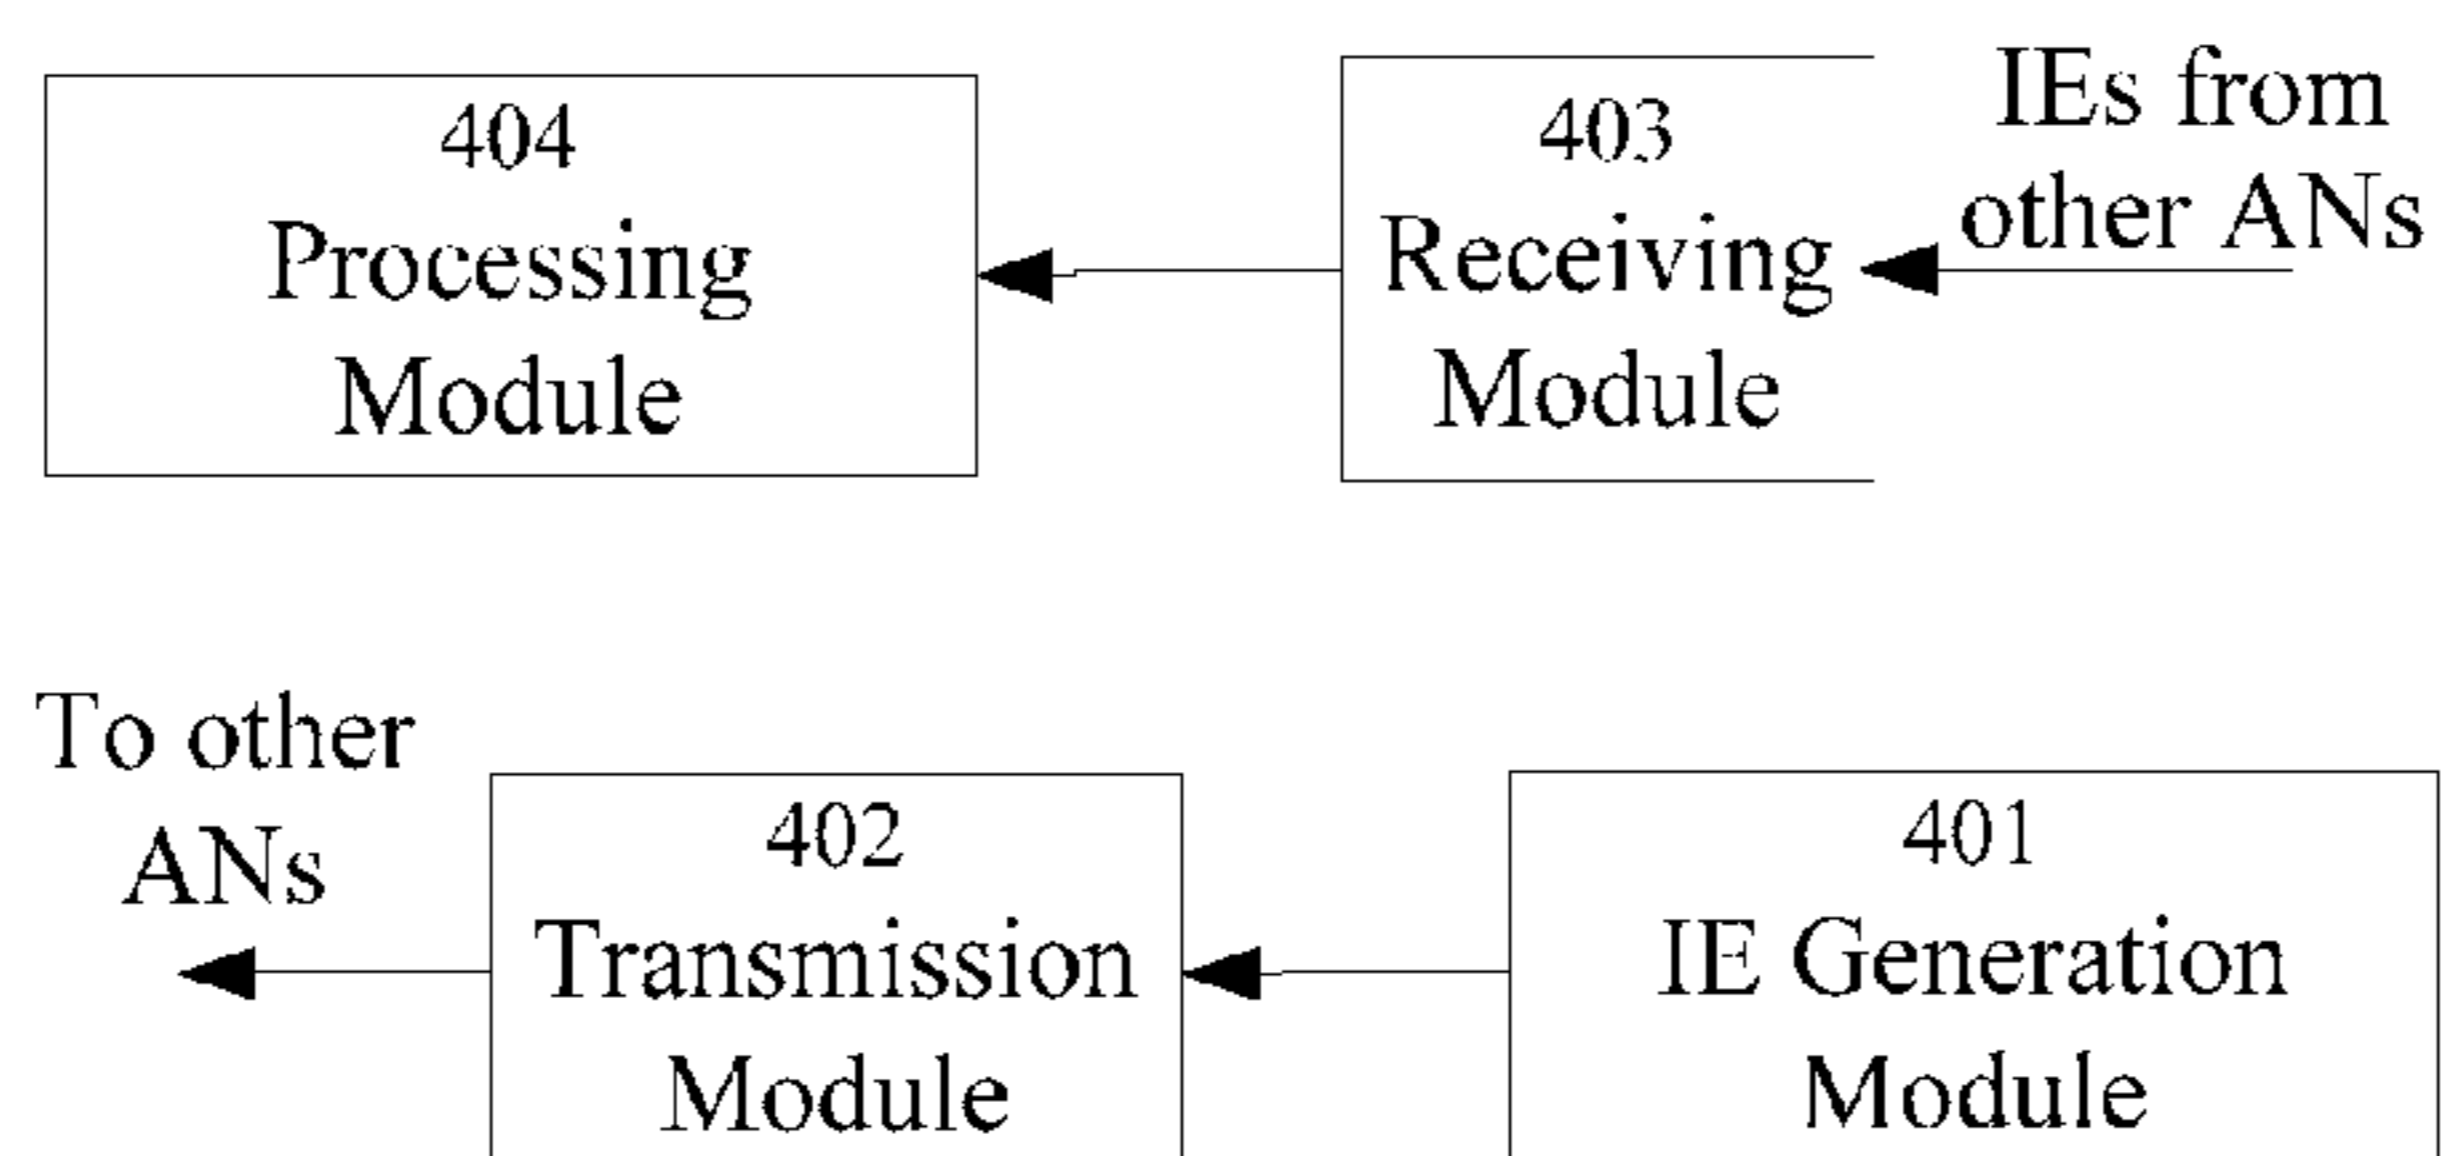 404
Processing
Module
403
Receiving
Module
IEs from
other ANs
To other
ANs
402
Transmission
Module
401
IE Generation
Module